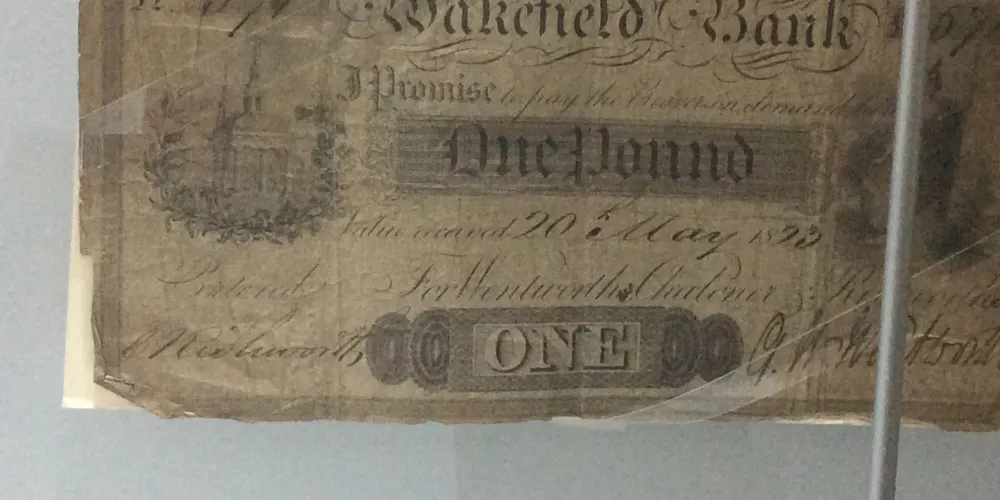 Wakefield Bank
I Promise to pay the Bearer on demand
One Pound
Value received 20th May 1823
Entered For Wentworth, Chaloner &
ONE